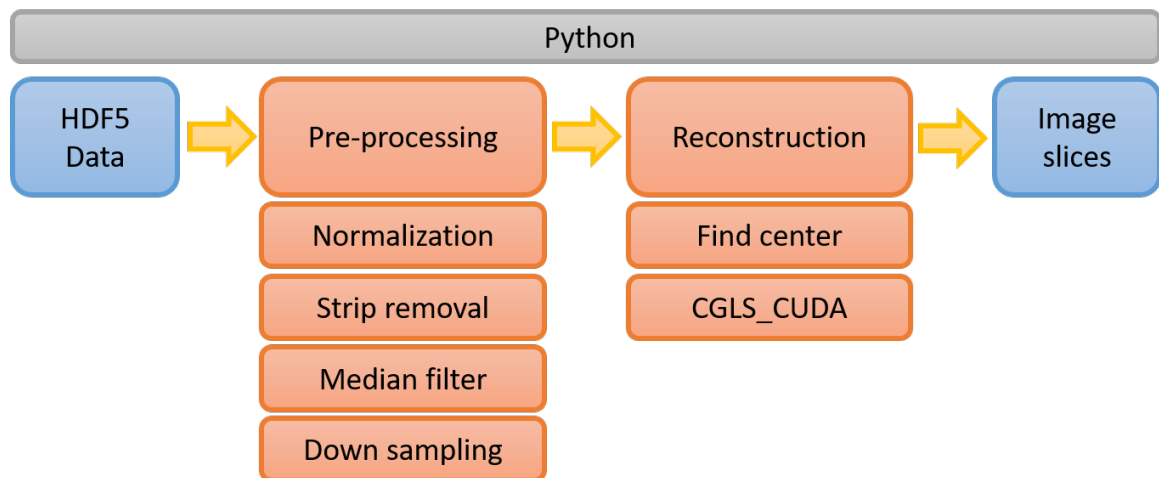 Python
HDF5
Data
Pre-processing
Reconstruction
Image
slices
Normalization
Find center
Strip removal
CGLS_CUDA
Median filter
Down sampling